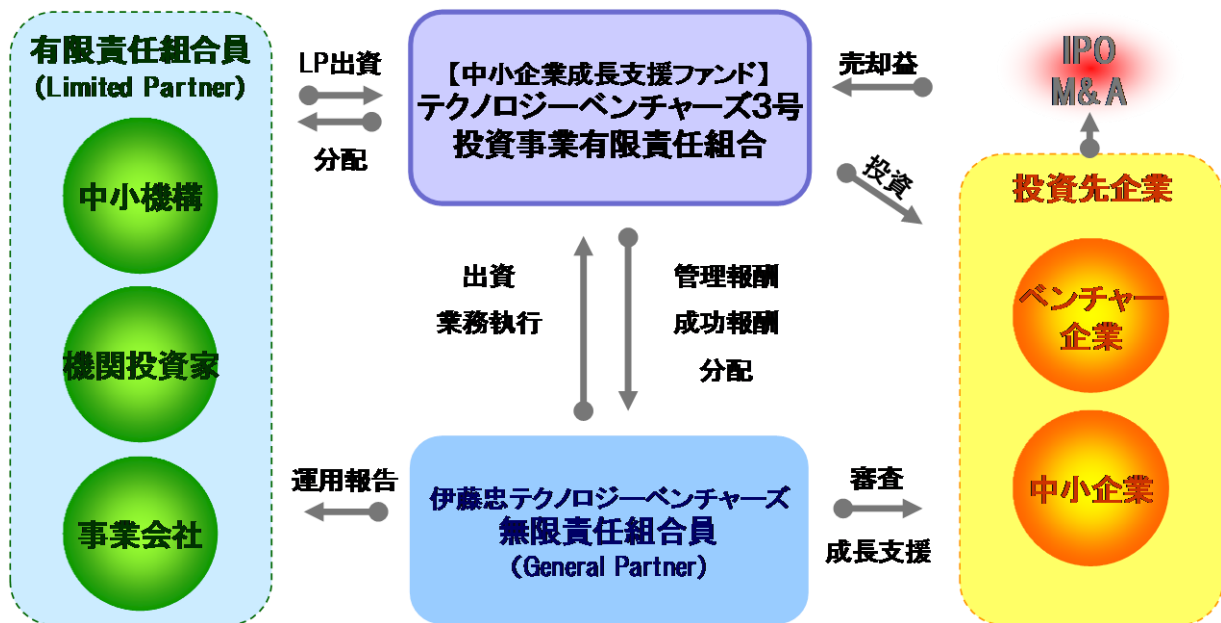 有限責任組合員
(Limited Partner)
中小機構
機関投資家
事業会社
LP出資
分配
【中小企業成長支援ファンド】
テクノロジーベンチャーズ3号
投資事業有限責任組合
売却益
投資
IPO
M&A
投資先企業
ベンチャー
企業
中小企業
出資
業務執行
管理報酬
成功報酬
分配
運用報告
伊藤忠テクノロジーベンチャーズ
無限責任組合員
(General Partner)
審査
成長支援